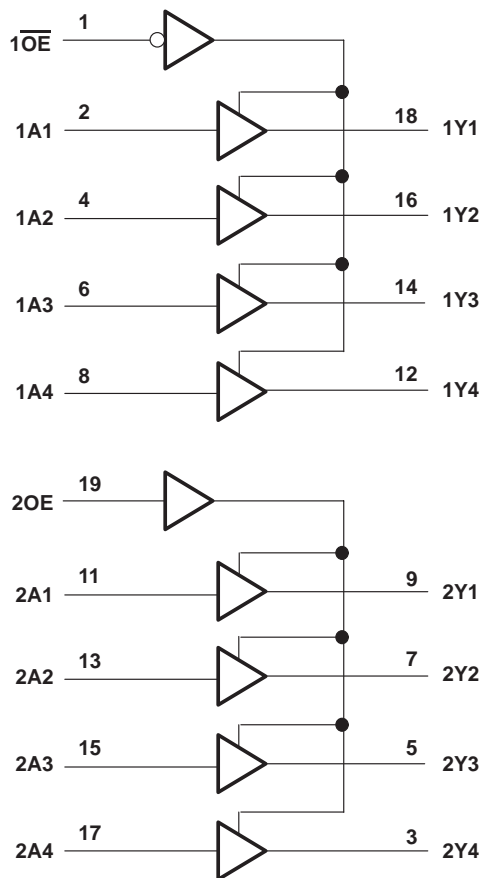 1O̅E̅ 1
1A1 2 18 1Y1
1A2 4 16 1Y2
1A3 6 14 1Y3
1A4 8 12 1Y4
2OE 19
2A1 11 9 2Y1
2A2 13 7 2Y2
2A3 15 5 2Y3
2A4 17 3 2Y4